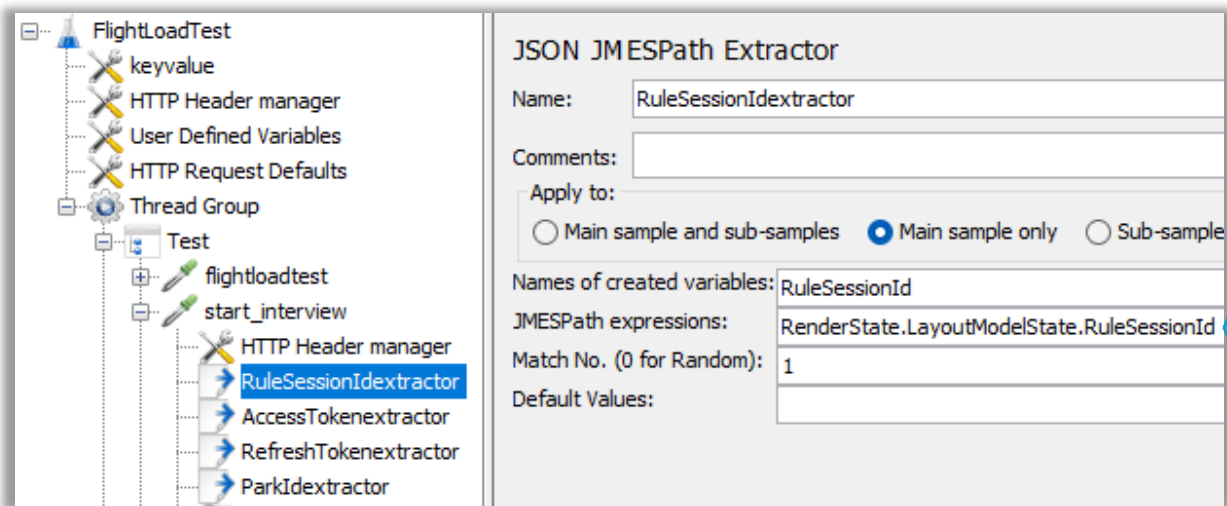 FlightLoadTest
keyvalue
HTTP Header manager
User Defined Variables
HTTP Request Defaults
Thread Group
Test
flightloadtest
start_interview
HTTP Header manager
RuleSessionIdextractor
AccessTokenextractor
RefreshTokenextractor
ParkIdextractor
JSON JMESPath Extractor
Name: RuleSessionIdextractor
Comments:
Apply to:
Main sample and sub-samples Main sample only Sub-sample
Names of created variables: RuleSessionId
JMESPath expressions: RenderState.LayoutModelState.RuleSessionId
Match No. (0 for Random): 1
Default Values: